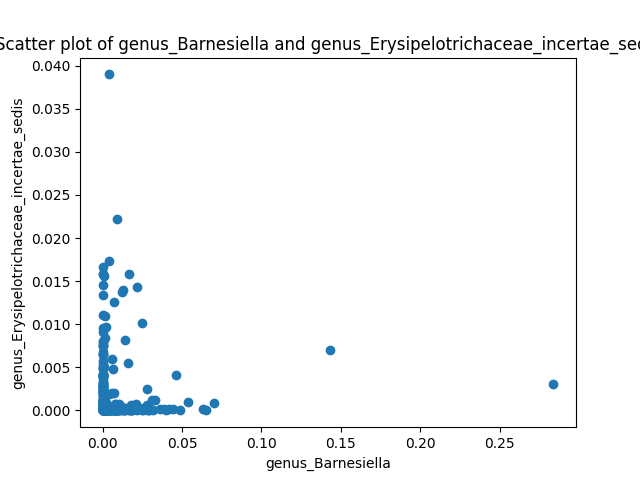 Scatter plot of genus_Barnesiella and genus_Erysipelotrichaceae_incertae_sed
0.040
0.035
0.030
0.025
0.020
0.015
0.010
0.005
0.000
genus_Erysipelotrichaceae_incertae_sedis
0.00 0.05 0.10 0.15 0.20 0.25
genus_Barnesiella